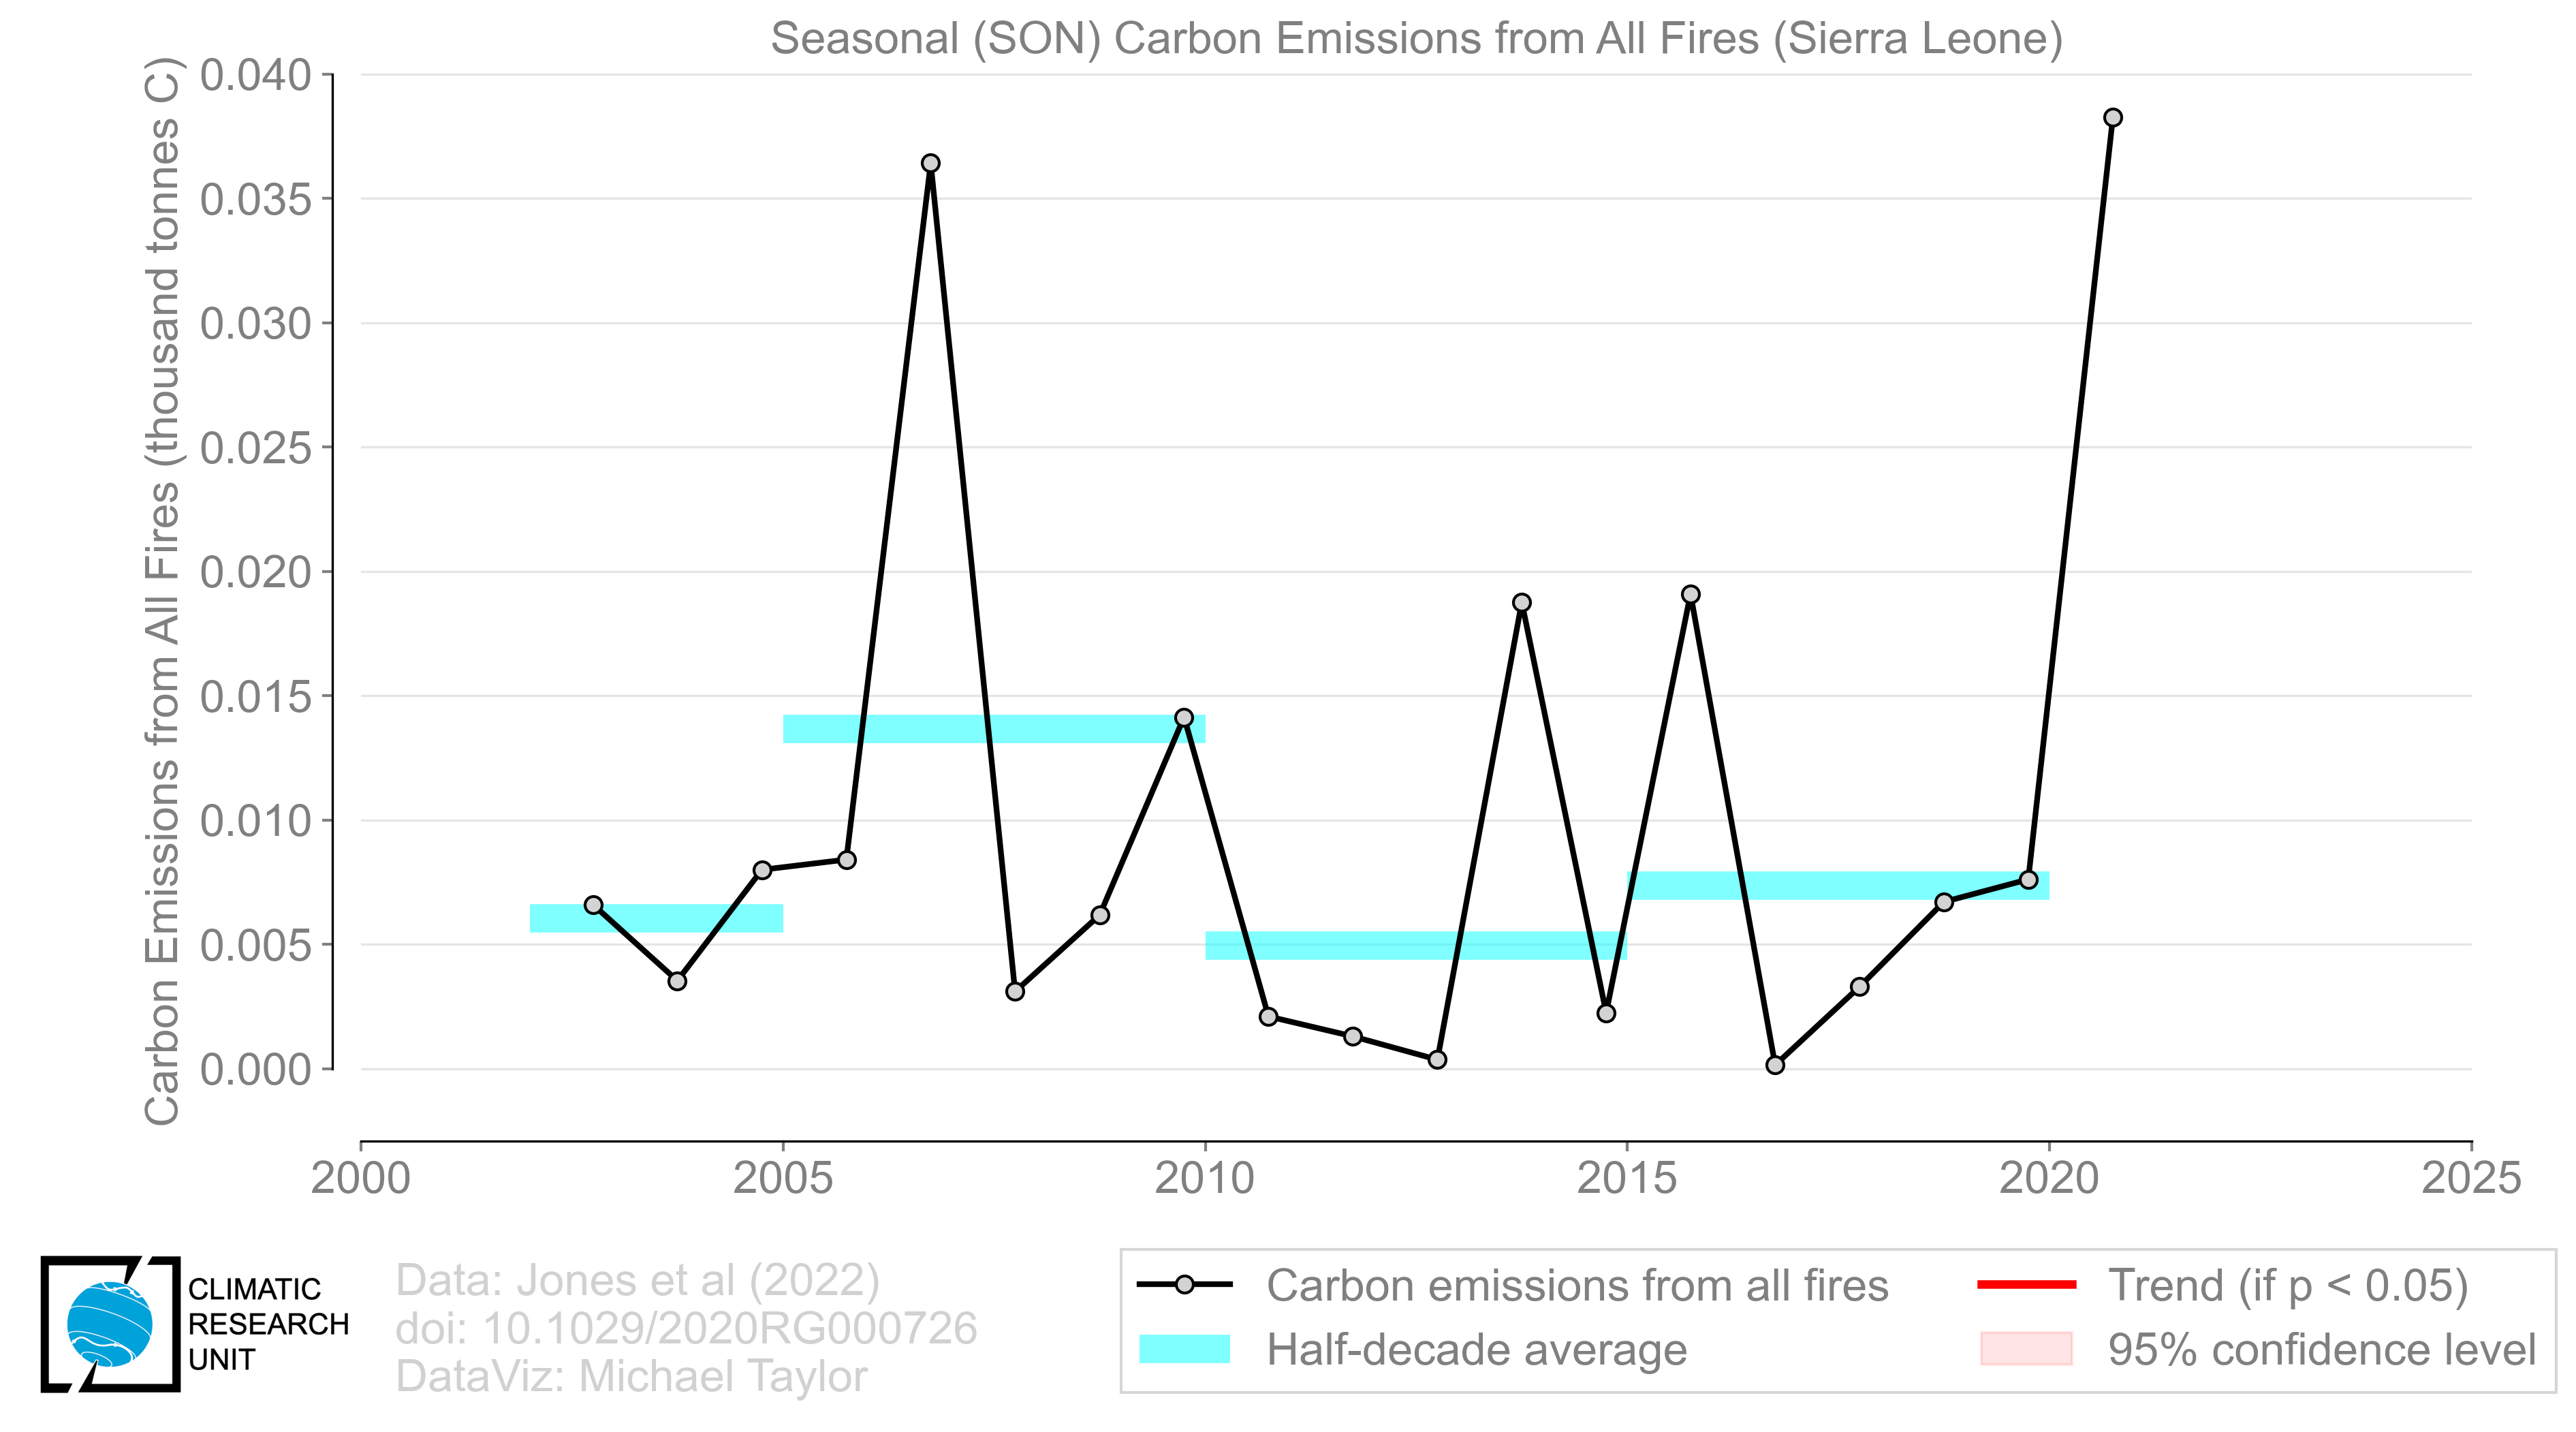 Seasonal (SON) Carbon Emissions from All Fires (Sierra Leone)
Carbon Emissions from All Fires (thousand tonnes C)
0.040
0.035
0.030
0.025
0.020
0.015
0.010
0.005
0.000
2000 2005 2010 2015 2020 2025
CLIMATIC
RESEARCH
UNIT
Data: Jones et al (2022)
doi: 10.1029/2020RG000726
DataViz: Michael Taylor
Carbon emissions from all fires
Half-decade average
Trend (if p < 0.05)
95% confidence level